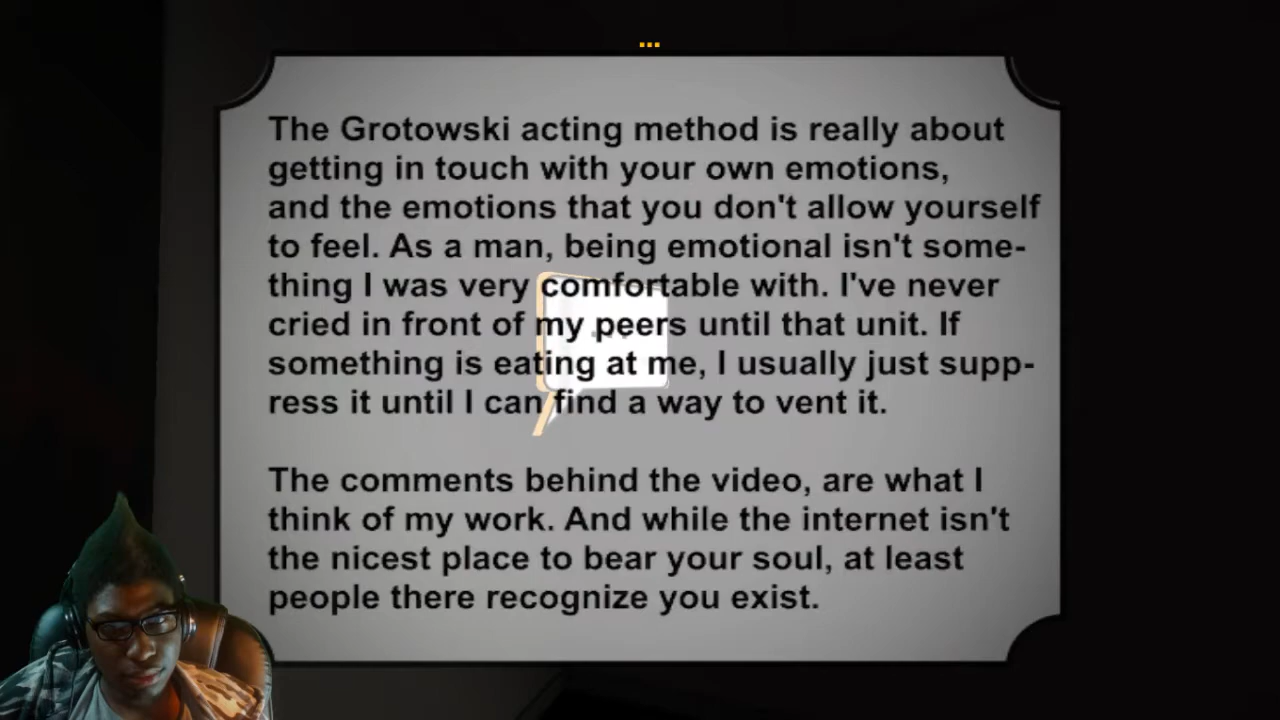 ...
The Grotowski acting method is really about
getting in touch with your own emotions,
and the emotions that you don't allow yourself
to feel. As a man, being emotional isn't some-
thing I was very comfortable with. I've never
cried in front of my peers until that unit. If
something is eating at me, I usually just supp-
ress it until I can find a way to vent it.
The comments behind the video, are what I
think of my work. And while the internet isn't
the nicest place to bear your soul, at least
people there recognize you exist.